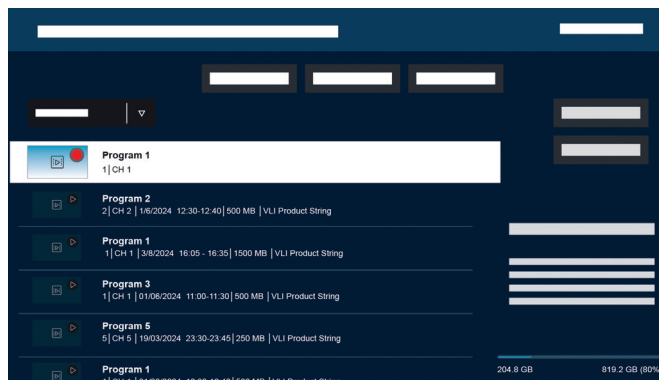 Program 1
1| CH 1
Program 2
2| CH 2 | 1/6/2024 12:30-12:40| 500 MB | VLI Product String
Program 1
1| CH 1 | 3/8/2024 16:05 - 16:35| 1500 MB | VLI Product String
Program 3
1| CH 1 | 01/06/2024 11:00-11:30| 500 MB | VLI Product String
Program 5
5| CH 5 | 19/03/2024 23:30-23:45| 250 MB | VLI Product String
Program 1
204.8 GB
819.2 GB (80%